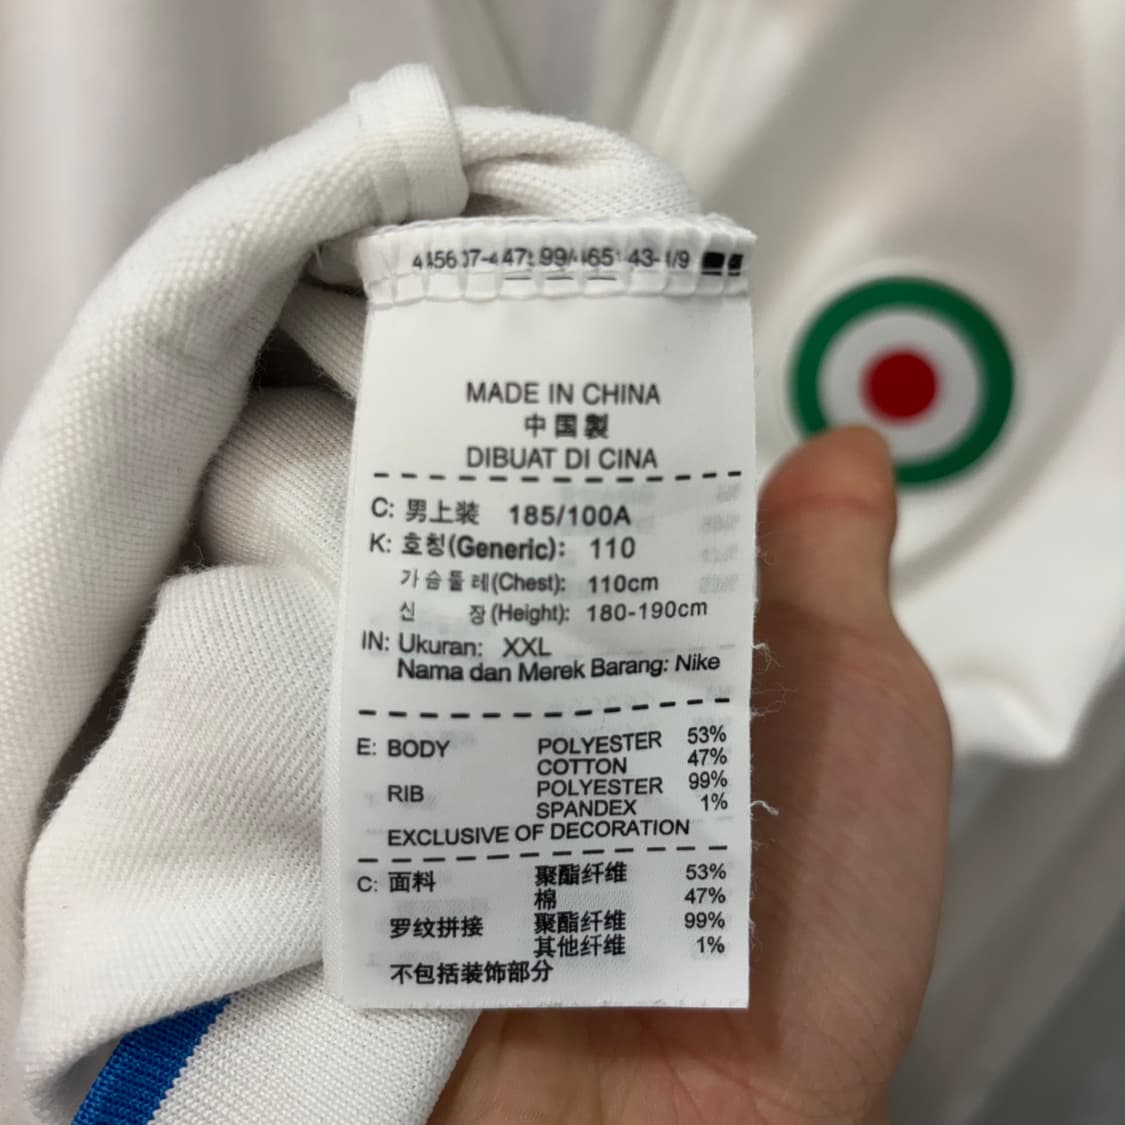 MADE IN CHINA
中国製
DIBUAT DI CINA
C: 男上装 185/100A
K: 호칭(Generic): 110
가슴둘레(Chest): 110cm
신 장(Height): 180-190cm
IN: Ukuran: XXL
Nama dan Merek Barang: Nike
E: BODY POLYESTER 53%
COTTON 47%
RIB POLYESTER 99%
SPANDEX 1%
EXCLUSIVE OF DECORATION
C: 面料 聚酯纤维 53%
棉 47%
罗纹拼接 聚酯纤维 99%
其他纤维 1%
不包括装饰部分